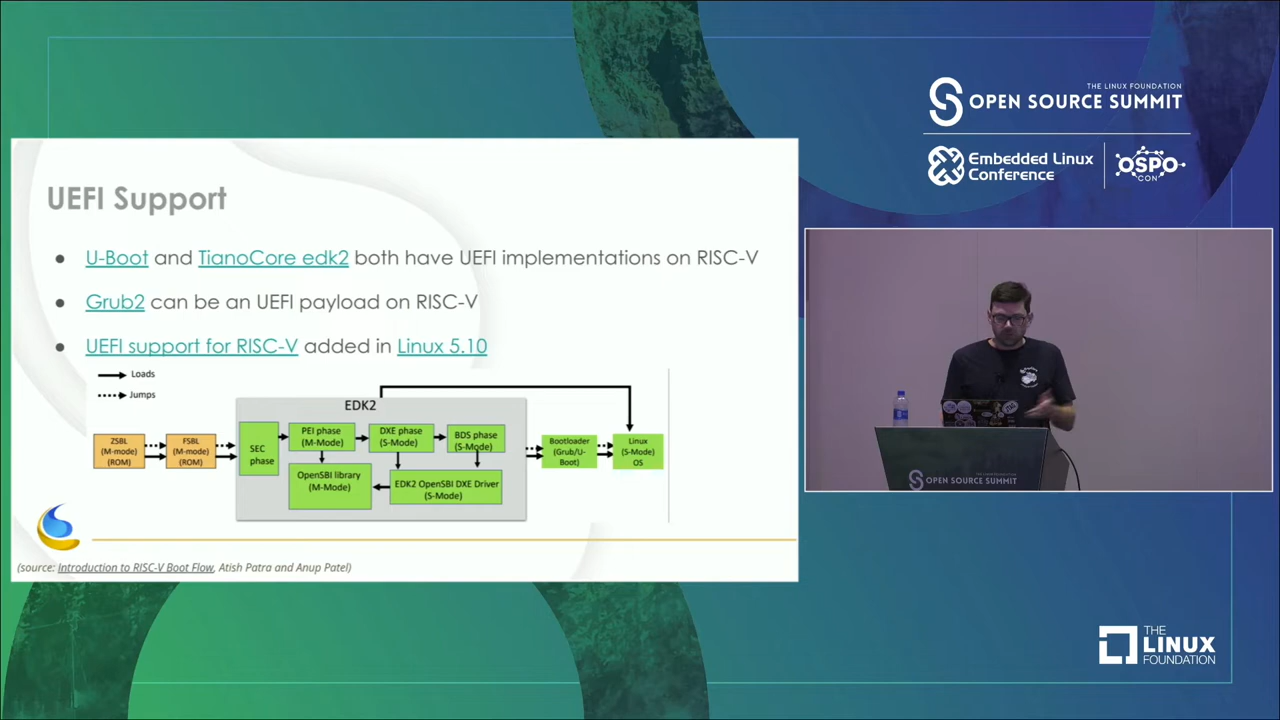 THE LINUX FOUNDATION
OPEN SOURCE SUMMIT
Embedded Linux
Conference
OSPO
CON
UEFI Support
● U-Boot and TianoCore edk2 both have UEFI implementations on RISC-V
● Grub2 can be an UEFI payload on RISC-V
● UEFI support for RISC-V added in Linux 5.10
Loads
Jumps
EDK2
ZSBL
(M-mode)
(ROM)
FSBL
(M-mode)
(ROM)
SEC
phase
PEI phase
(M-Mode)
DXE phase
(S-Mode)
BDS phase
(S-Mode)
OpenSBI library
(M-Mode)
EDK2 OpenSBI DXE Driver
(S-Mode)
Bootloader
(Grub/U-
Boot)
Linux
(S-Mode)
OS
(source: Introduction to RISC-V Boot Flow, Atish Patra and Anup Patel)
OPEN SOURCE SUMMIT
THE
LINUX
FOUNDATION